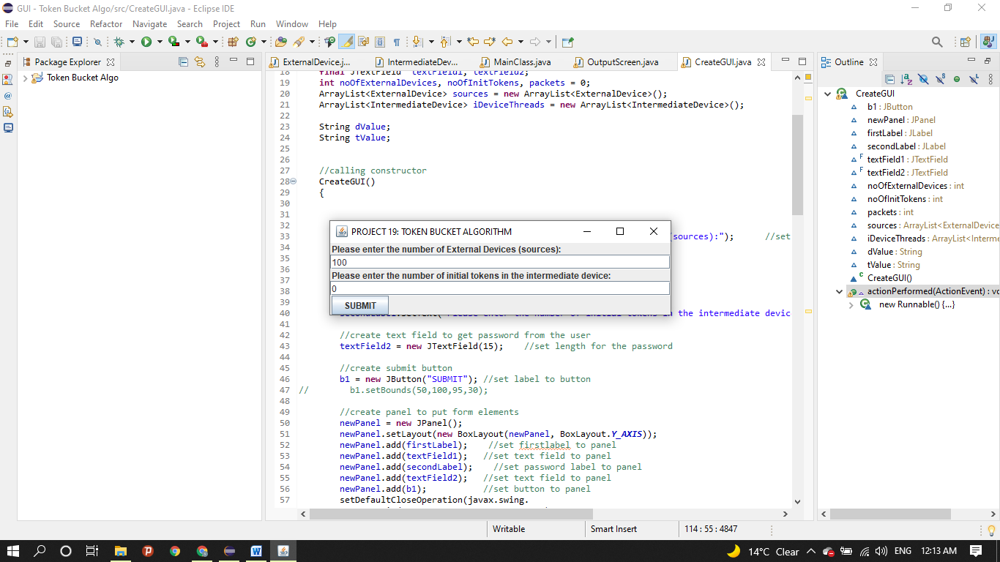 GUI - Token Bucket Algo/src/CreateGUI.java - Eclipse IDE
File Edit Source Refactor Navigate Search Project Run Window Help
Package Explorer
Token Bucket Algo
ExternalDevice.j... IntermediateDev... MainClass.java OutputScreen.java CreateGUI.java
18 final JTextField textField1, textField2;
19 int noOfExternalDevices, noOfInitTokens, packets = 0;
20 ArrayList<ExternalDevice> sources = new ArrayList<ExternalDevice>();
21 ArrayList<IntermediateDevice> iDeviceThreads = new ArrayList<IntermediateDevice>();
22
23 String dValue;
24 String tValue;
25
26
27 //calling constructor
28 CreateGUI()
29 {
30
31
32
33 (sources):"); //set
34
35
36
37
38
39
40 in the intermediate devic
41
42 //create text field to get password from the user
43 textField2 = new JTextField(15); //set length for the password
44
45 //create submit button
46 b1 = new JButton("SUBMIT"); //set label to button
47 // b1.setBounds(50,100,95,30);
48
49 //create panel to put form elements
50 newPanel = new JPanel();
51 newPanel.setLayout(new BoxLayout(newPanel, BoxLayout.Y_AXIS));
52 newPanel.add(firstLabel); //set firstlabel to panel
53 newPanel.add(textField1); //set text field to panel
54 newPanel.add(secondLabel); //set password label to panel
55 newPanel.add(textField2); //set text field to panel
56 newPanel.add(b1); //set button to panel
57 setDefaultCloseOperation(javax.swing.
PROJECT 19: TOKEN BUCKET ALGORITHM
Please enter the number of External Devices (sources):
100
Please enter the number of initial tokens in the intermediate device:
0
SUBMIT
Outline
CreateGUI
b1 : JButton
newPanel : JPanel
firstLabel : JLabel
secondLabel : JLabel
F textField1 : JTextField
F textField2 : JTextField
noOfExternalDevices : int
noOfInitTokens : int
packets : int
sources : ArrayList<ExternalDevice
iDeviceThreads : ArrayList<Interme
dValue : String
tValue : String
C CreateGUI()
actionPerformed(ActionEvent) : vo
new Runnable() {...}
Writable Smart Insert 114 : 55 : 4847
14°C Clear ENG 12:13 AM